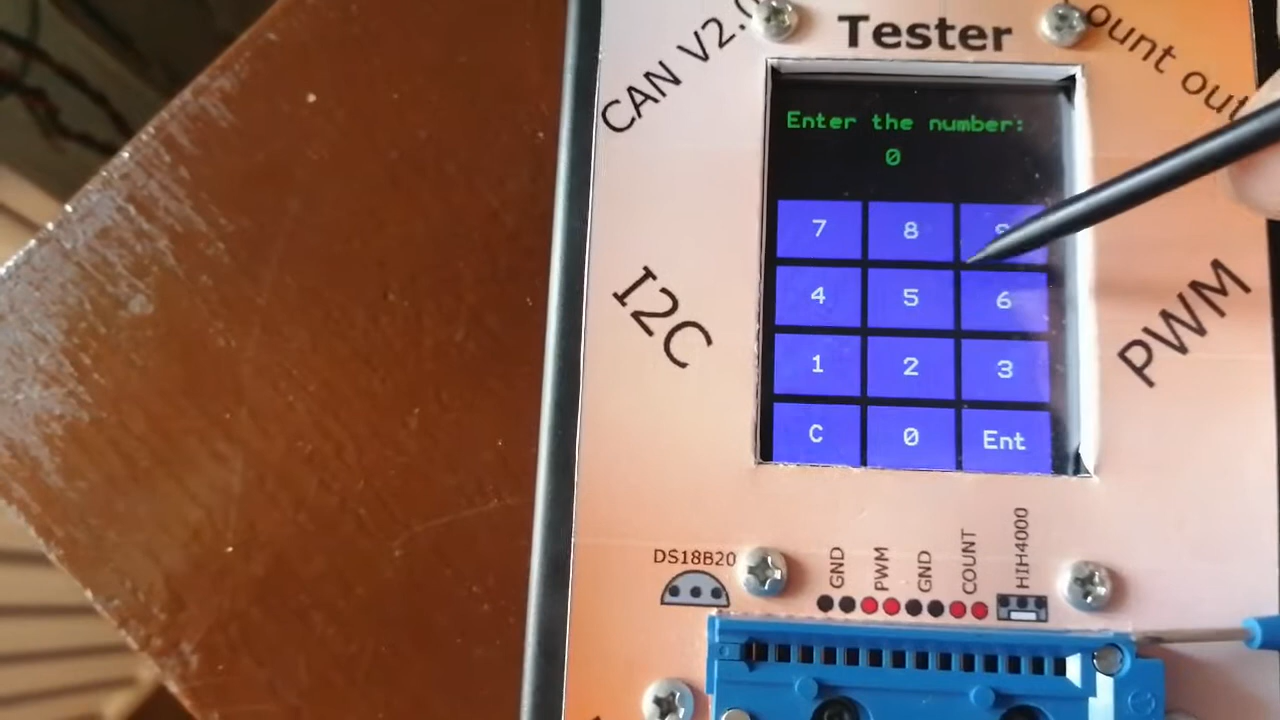 Tester
CAN V2.0
ount out
Enter the number:
0
7 8 9
4 5 6
1 2 3
C 0 Ent
I2C
PWM
DS18B20
GND
PWM
GND
COUNT
HIH4000